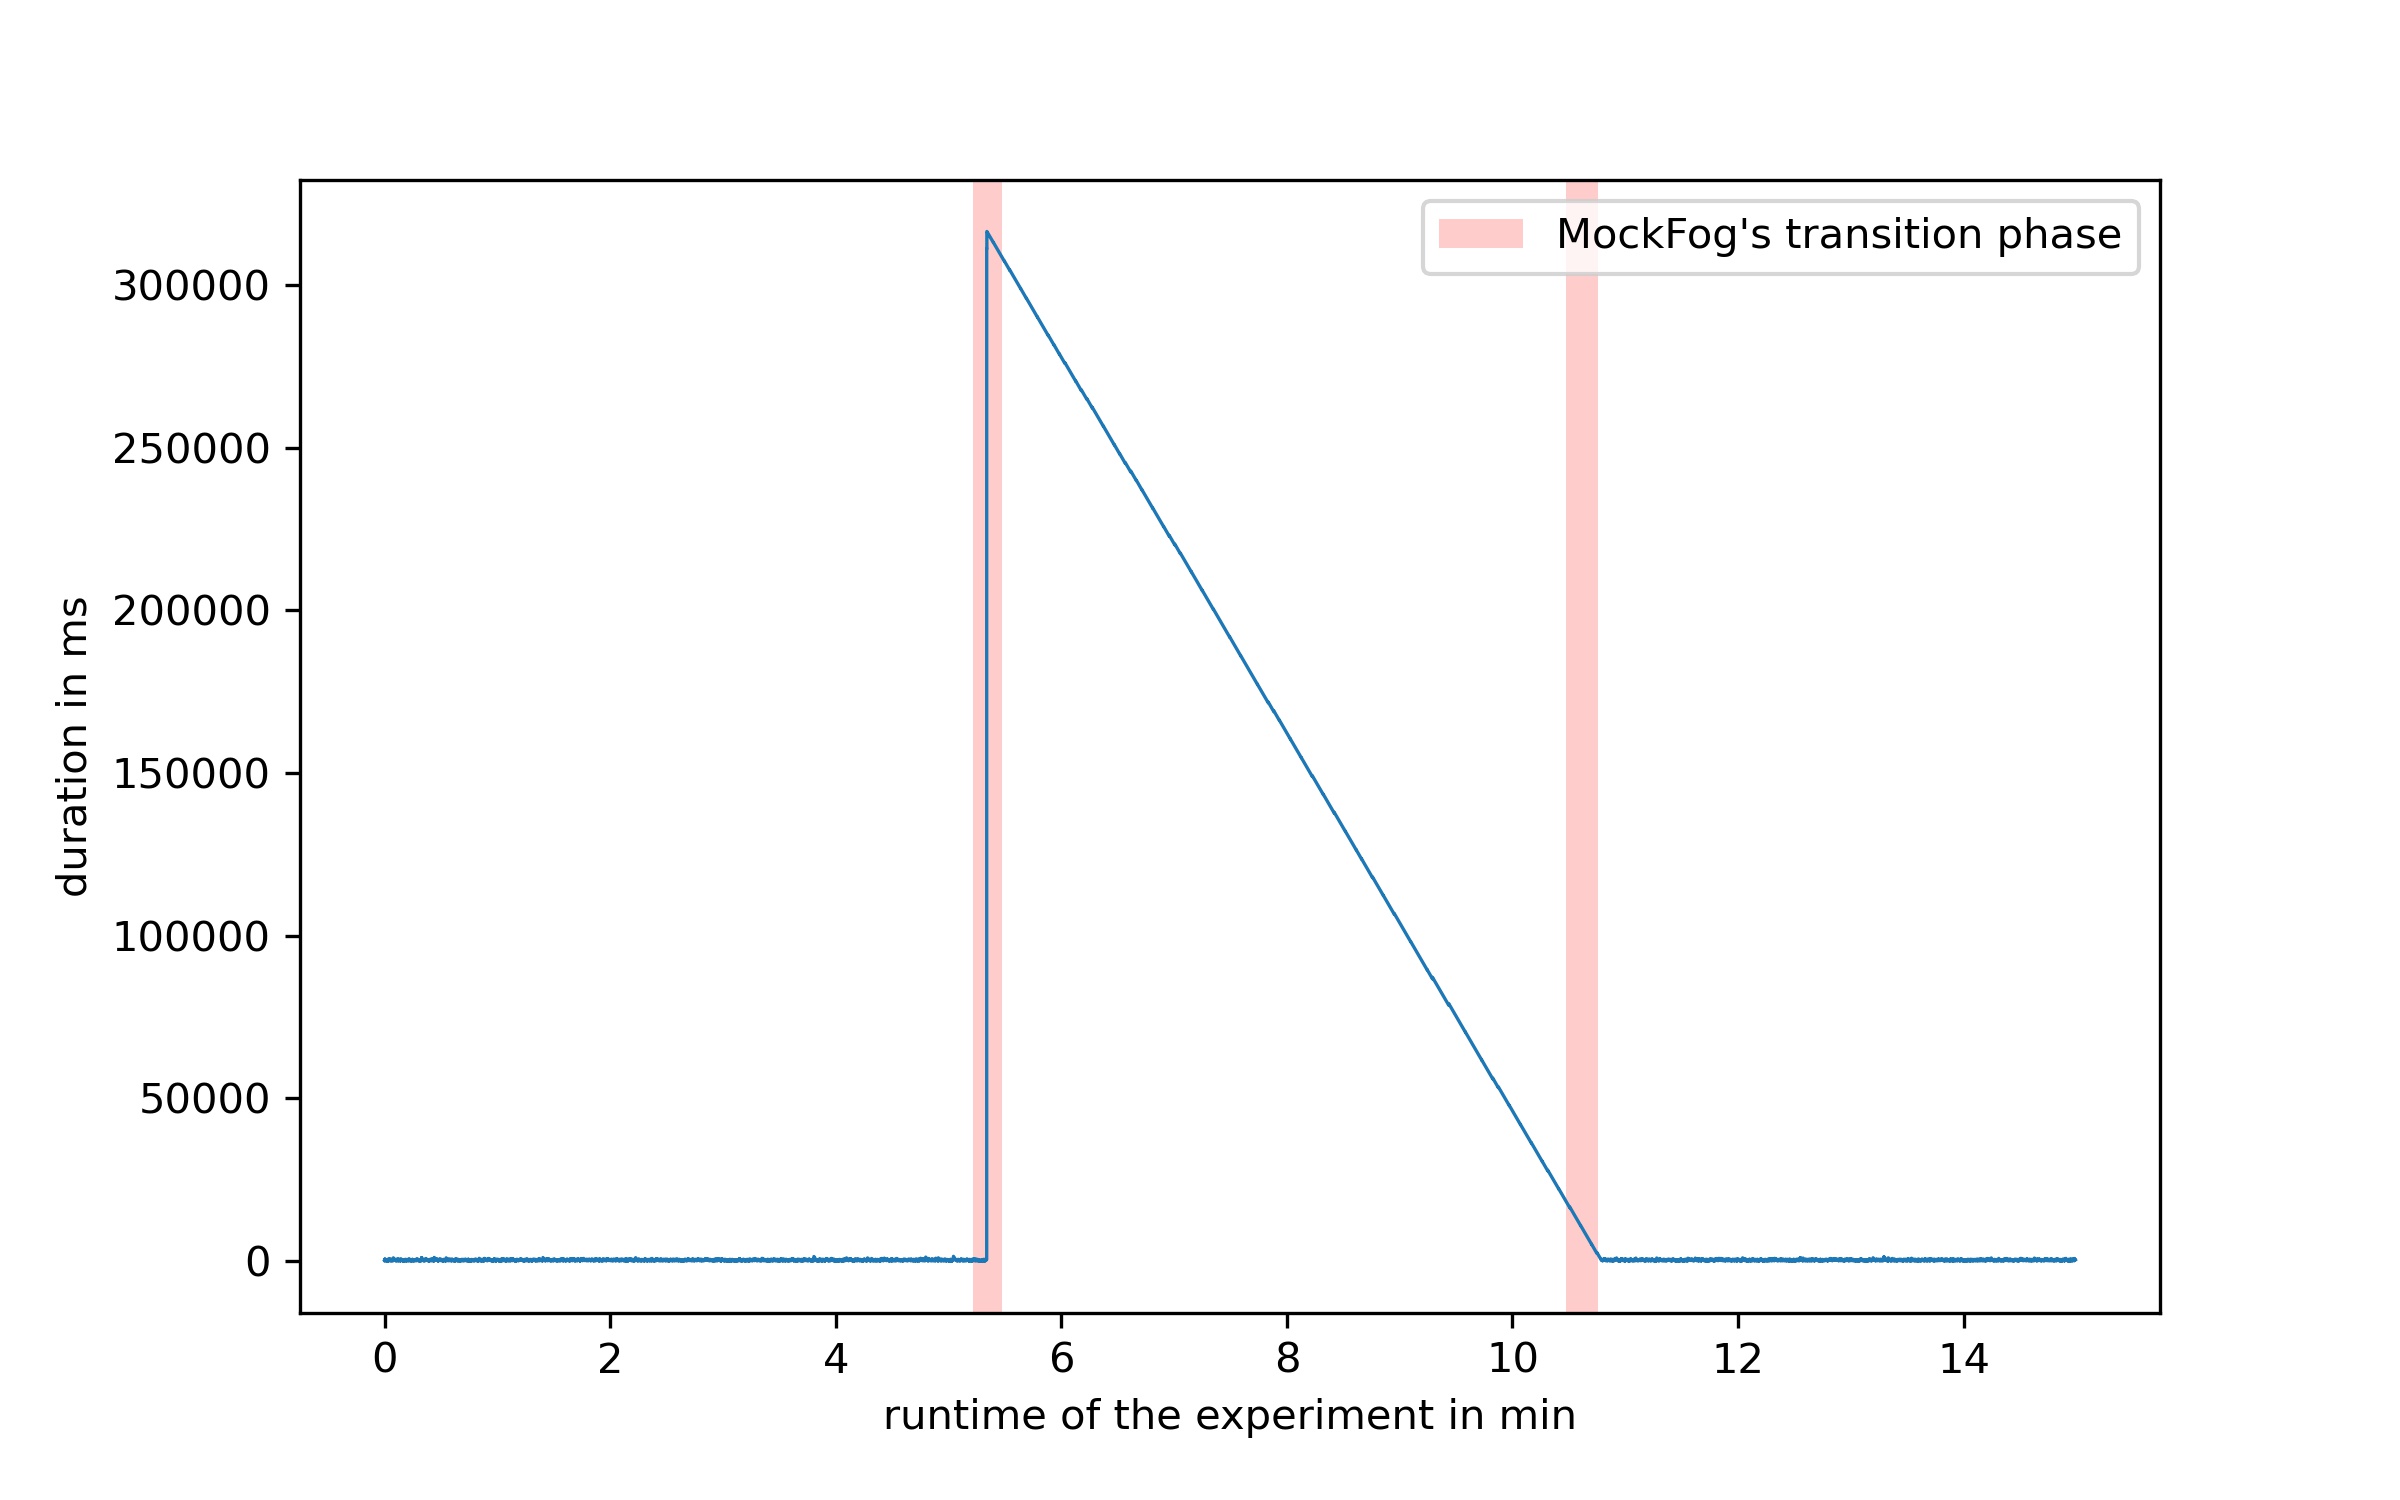 MockFog's transition phase
300000
250000
200000
150000
100000
50000
0
duration in ms
0 2 4 6 8 10 12 14
runtime of the experiment in min